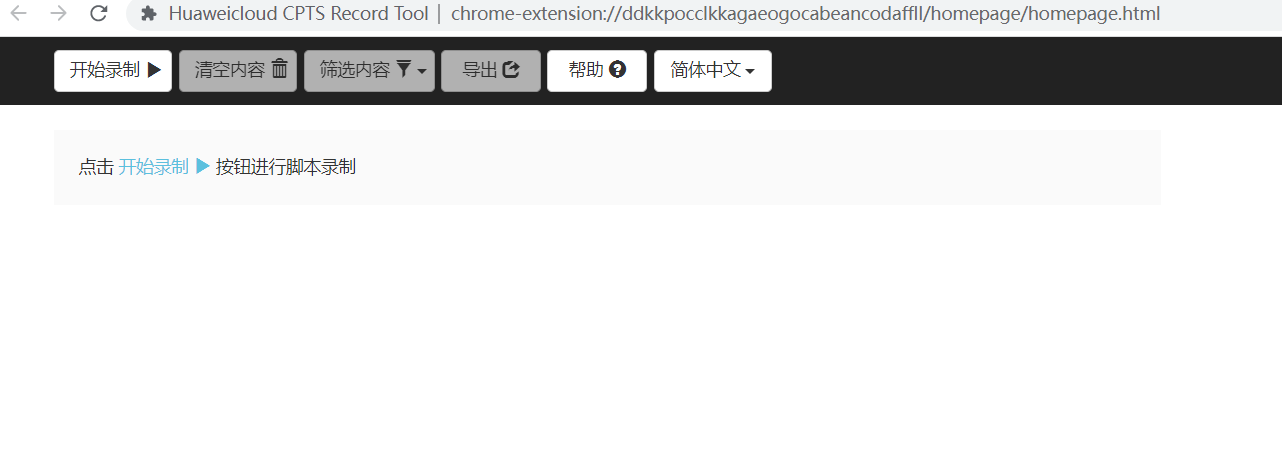 Huaweicloud CPTS Record Tool | chrome-extension://ddkkpocclkkagaeogocabeancodaffll/homepage/homepage.html
开始录制 清空内容 筛选内容 导出 帮助 简体中文
点击 开始录制 按钮进行脚本录制